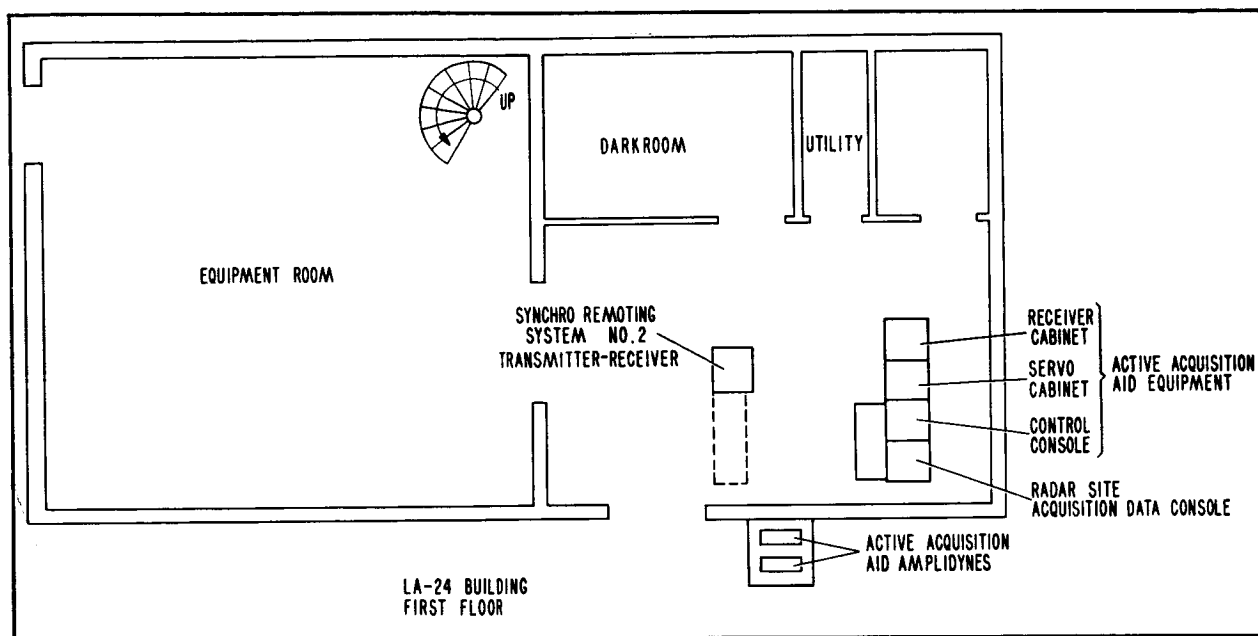 UP
DARKROOM
UTILITY
EQUIPMENT ROOM
SYNCHRO REMOTING
SYSTEM NO.2
TRANSMITTER-RECEIVER
RECEIVER
CABINET
SERVO
CABINET
CONTROL
CONSOLE
ACTIVE ACQUISITION
AID EQUIPMENT
RADAR SITE
ACQUISITION DATA CONSOLE
ACTIVE ACQUISITION
AID AMPLIDYNES
LA-24 BUILDING
FIRST FLOOR